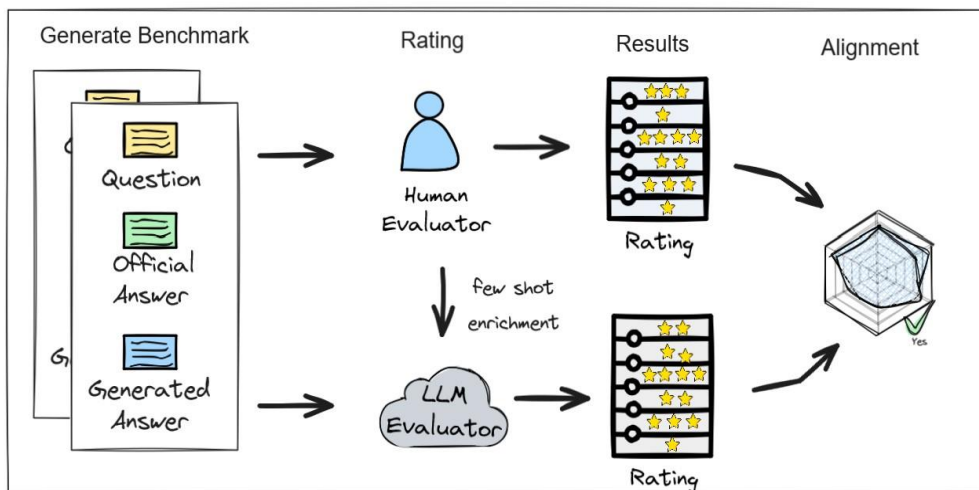 Generate Benchmark
Rating
Results
Alignment
Question
Official
Answer
Generated
Answer
Human
Evaluator
few shot
enrichment
LLM
Evaluator
Rating
Rating
Yes